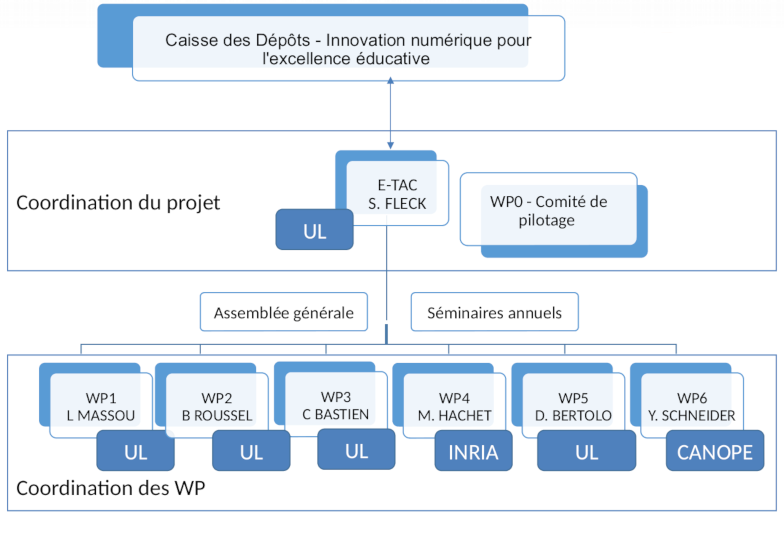 Caisse des Dépôts - Innovation numérique pour
l'excellence éducative
Coordination du projet
E-TAC
S. FLECK
UL
WP0 - Comité de
pilotage
Assemblée générale
Séminaires annuels
WP1
L MASSOU
UL
WP2
B ROUSSEL
UL
WP3
C BASTIEN
UL
WP4
M. HACHET
INRIA
WP5
D. BERTOLO
UL
WP6
Y. SCHNEIDER
CANOPE
Coordination des WP